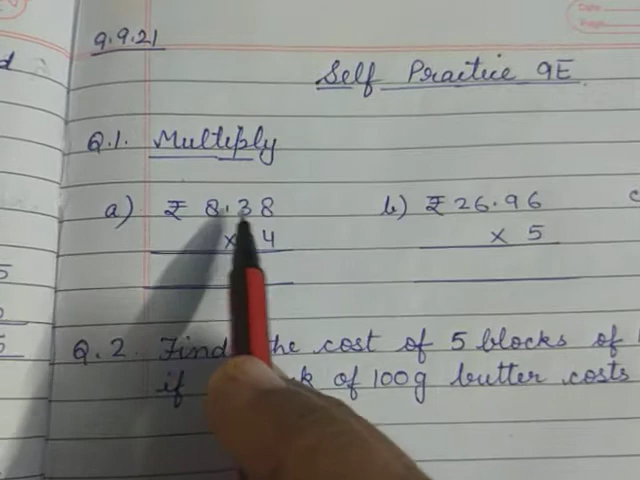 9.9.21
Self Practice 9E
Q.1. Multiply
a) ₹ 8.38
x 4
b) ₹ 26.96
x 5
Q.2. Find the cost of 5 blocks of
if of 100g butter costs